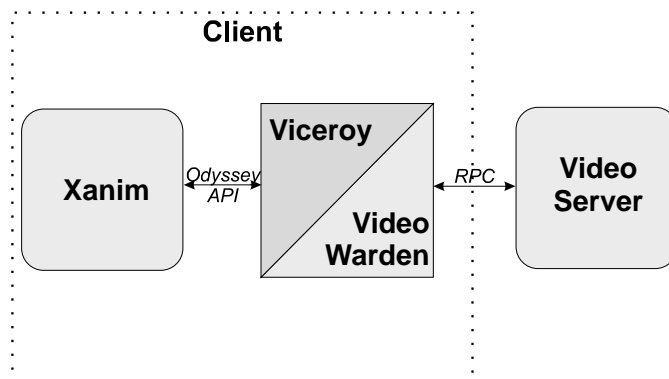 Client
Xanim
Odyssey
API
Viceroy
Video
Warden
RPC
Video
Server